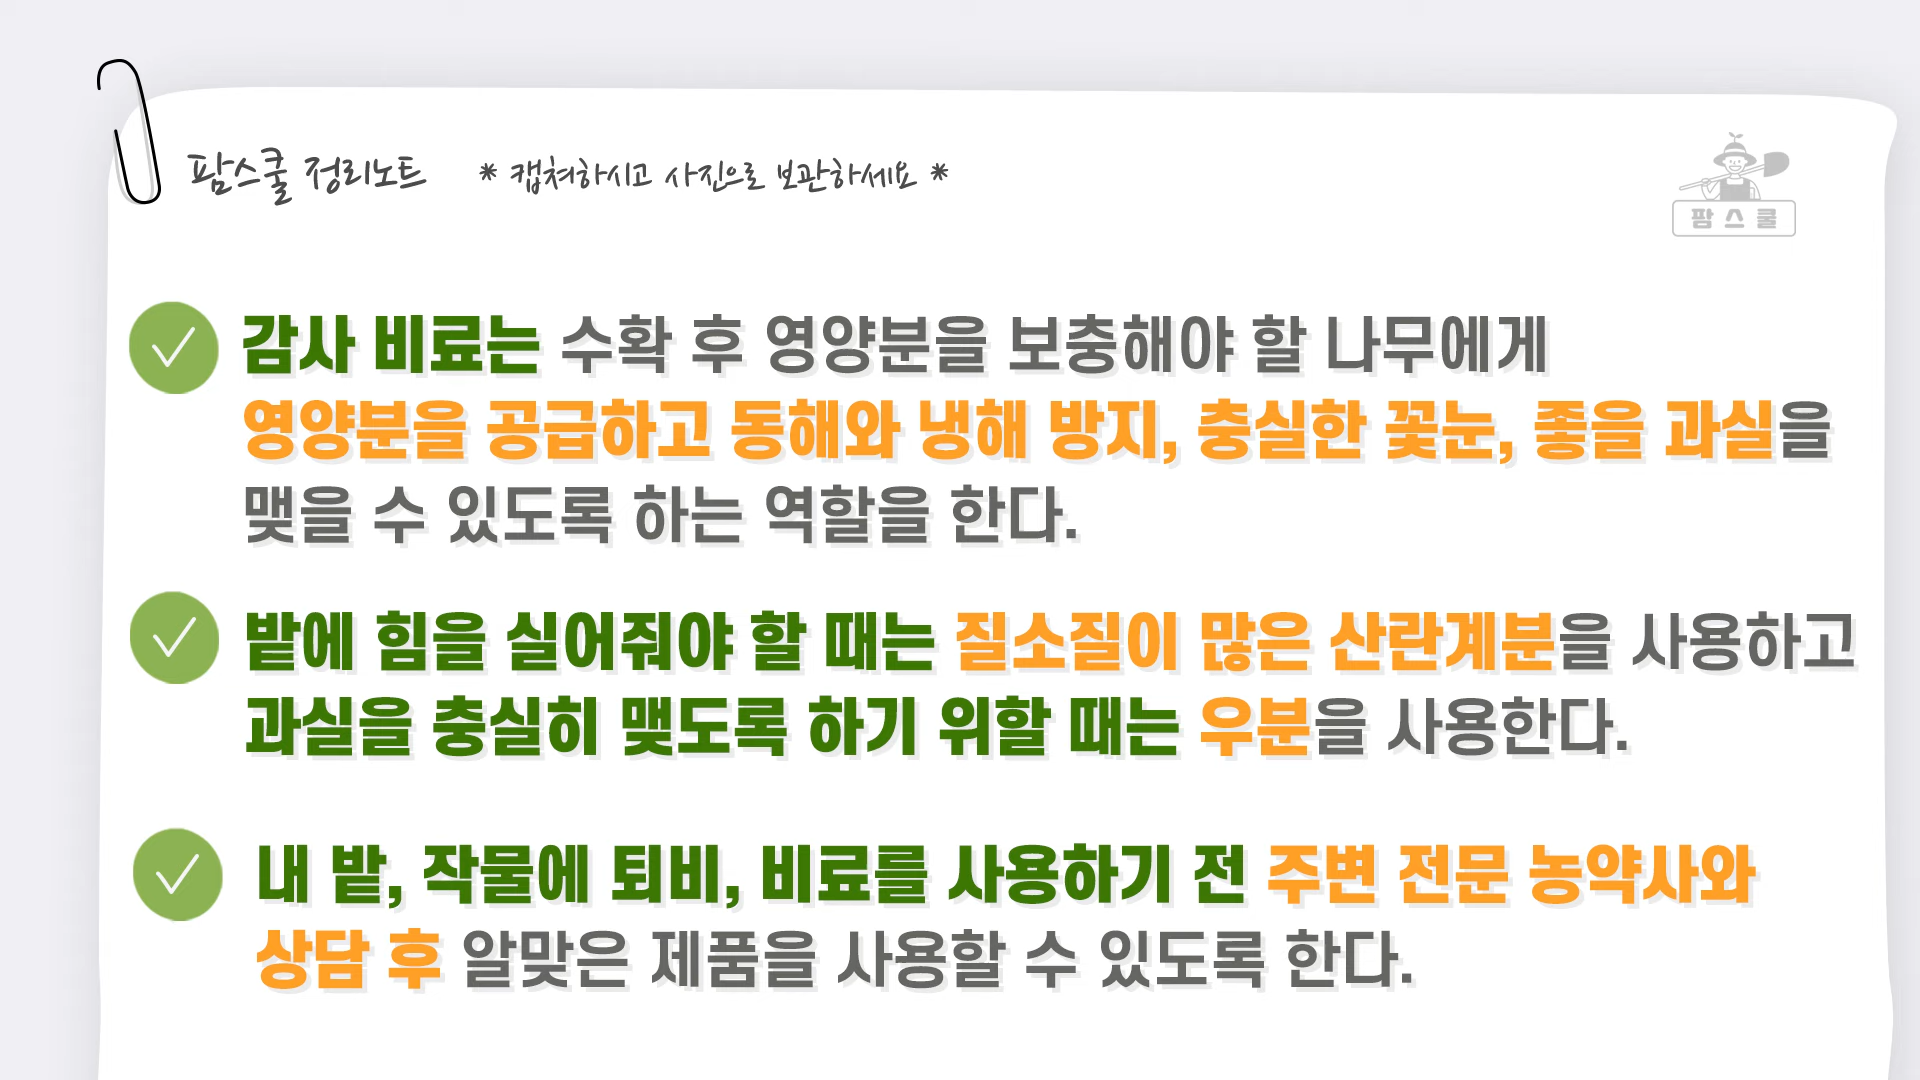 팜스쿨 정리노트 * 캡쳐하시고 사진으로 보관하세요 *
팜스쿨
감사 비료는 수확 후 영양분을 보충해야 할 나무에게
영양분을 공급하고 동해와 냉해 방지, 충실한 꽃눈, 좋을 과실을
맺을 수 있도록 하는 역할을 한다.
밭에 힘을 실어줘야 할 때는 질소질이 많은 산란계분을 사용하고
과실을 충실히 맺도록 하기 위할 때는 우분을 사용한다.
내 밭, 작물에 퇴비, 비료를 사용하기 전 주변 전문 농약사와
상담 후 알맞은 제품을 사용할 수 있도록 한다.